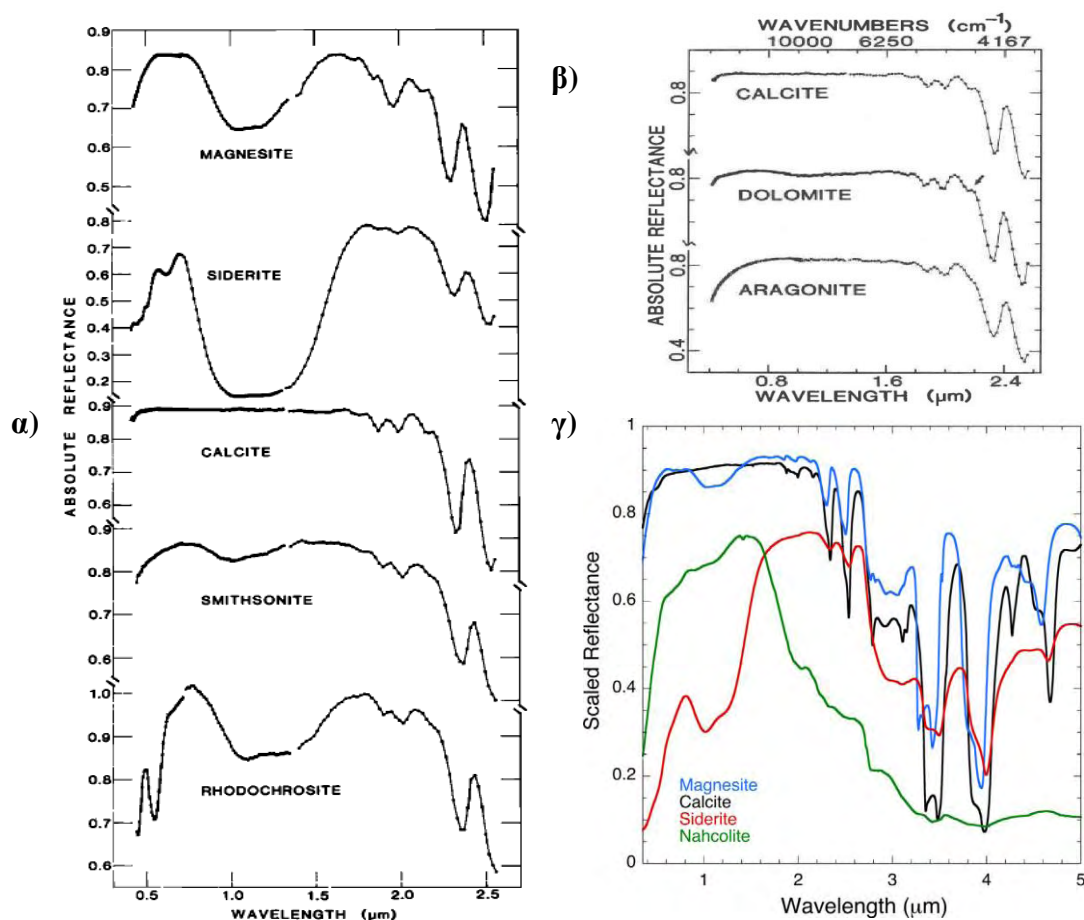 α)
ABSOLUTE REFLECTANCE
0.9
0.8
0.7
0.6
0.5
0.8
0.7
0.6
0.4
0.3
0.2
0.9
0.8
0.7
0.6
0.9
0.8
0.7
0.6
1.0
0.9
0.8
0.7
0.6
MAGNESITE
SIDERITE
CALCITE
SMITHSONITE
RHODOCHROSITE
0.5 1.0 1.5 2.0 2.5
WAVELENGTH (μm)
β)
WAVENUMBERS (cm⁻¹)
10000 6250 4167
ABSOLUTE REFLECTANCE
0.8
0.8
0.8
0.4
CALCITE
DOLOMITE
ARAGONITE
0.8 1.6 2.4
WAVELENGTH (μm)
γ)
Scaled Reflectance
1
0.8
0.6
0.4
0.2
0
Magnesite
Calcite
Siderite
Nahcolite
1 2 3 4 5
Wavelength (μm)